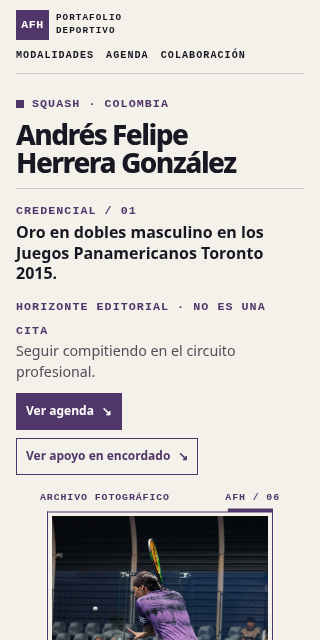 AFH
PORTAFOLIO
DEPORTIVO
MODALIDADES AGENDA COLABORACIÓN
SQUASH · COLOMBIA
Andrés Felipe
Herrera González
CREDENCIAL / 01
Oro en dobles masculino en los
Juegos Panamericanos Toronto
2015.
HORIZONTE EDITORIAL · NO ES UNA
CITA
Seguir compitiendo en el circuito
profesional.
Ver agenda ↘
Ver apoyo en encordado ↘
ARCHIVO FOTOGRÁFICO AFH / 06